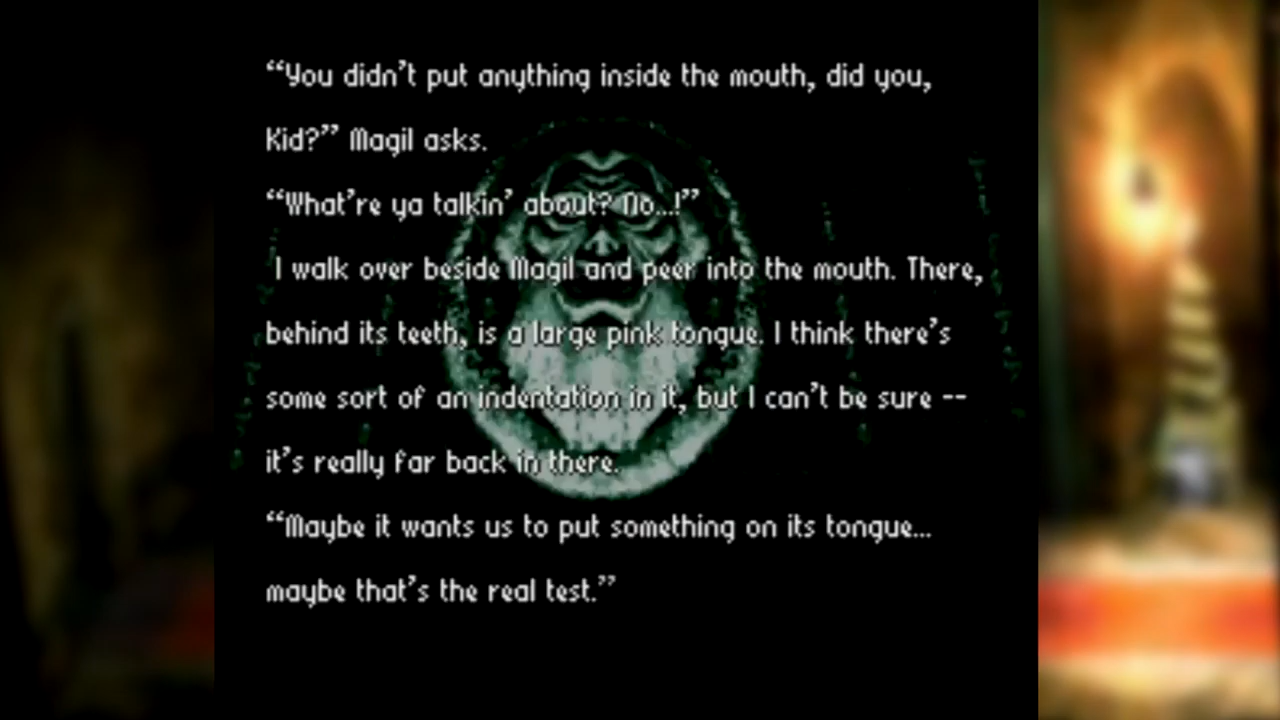 “You didn’t put anything inside the mouth, did you,
Kid?” Magil asks.
“What’re ya talkin’ about? No...!”
I walk over beside Magil and peer into the mouth. There,
behind its teeth, is a large pink tongue. I think there’s
some sort of an indentation in it, but I can’t be sure --
it’s really far back in there.
“Maybe it wants us to put something on its tongue...
maybe that’s the real test.”